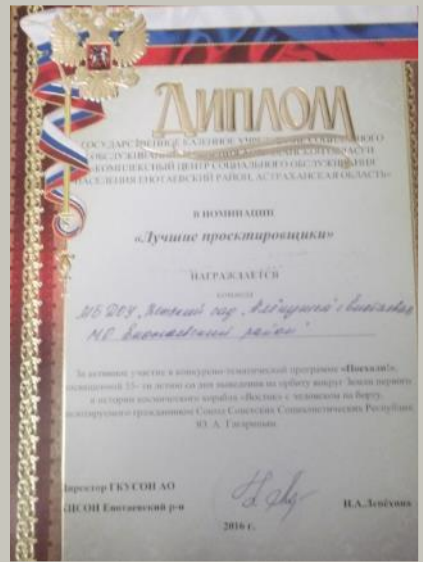 ДИПЛОМ
ГОСУДАРСТВЕННОЕ КАЗЕННОЕ УЧРЕЖДЕНИЕ СОЦИАЛЬНОГО
ОБСЛУЖИВАНИЯ АСТРАХАНСКОЙ ОБЛАСТИ
«КОМПЛЕКСНЫЙ ЦЕНТР СОЦИАЛЬНОГО ОБСЛУЖИВАНИЯ
НАСЕЛЕНИЯ ЕНОТАЕВСКИЙ РАЙОН, АСТРАХАНСКАЯ ОБЛАСТЬ»
В НОМИНАЦИИ
«Лучшие проектировщики»
НАГРАЖДАЕТСЯ
команда
МБДОУ "Детский сад "Алёнушка" с Енотаевка
МО "Енотаевский район"
За активное участие в конкурсно-тематической программе «Поехали!»,
посвященной 55-ти летию со дня выведения на орбиту вокруг Земли первого
в истории космического корабля «Восток» с человеком на борту,
пилотируемого гражданином Союза Советских Социалистических Республик
Ю. А. Гагариным
Директор ГКУСОН АО
КЦСОН Енотаевский р-н
Н.А.Лепёхина
2016 г.